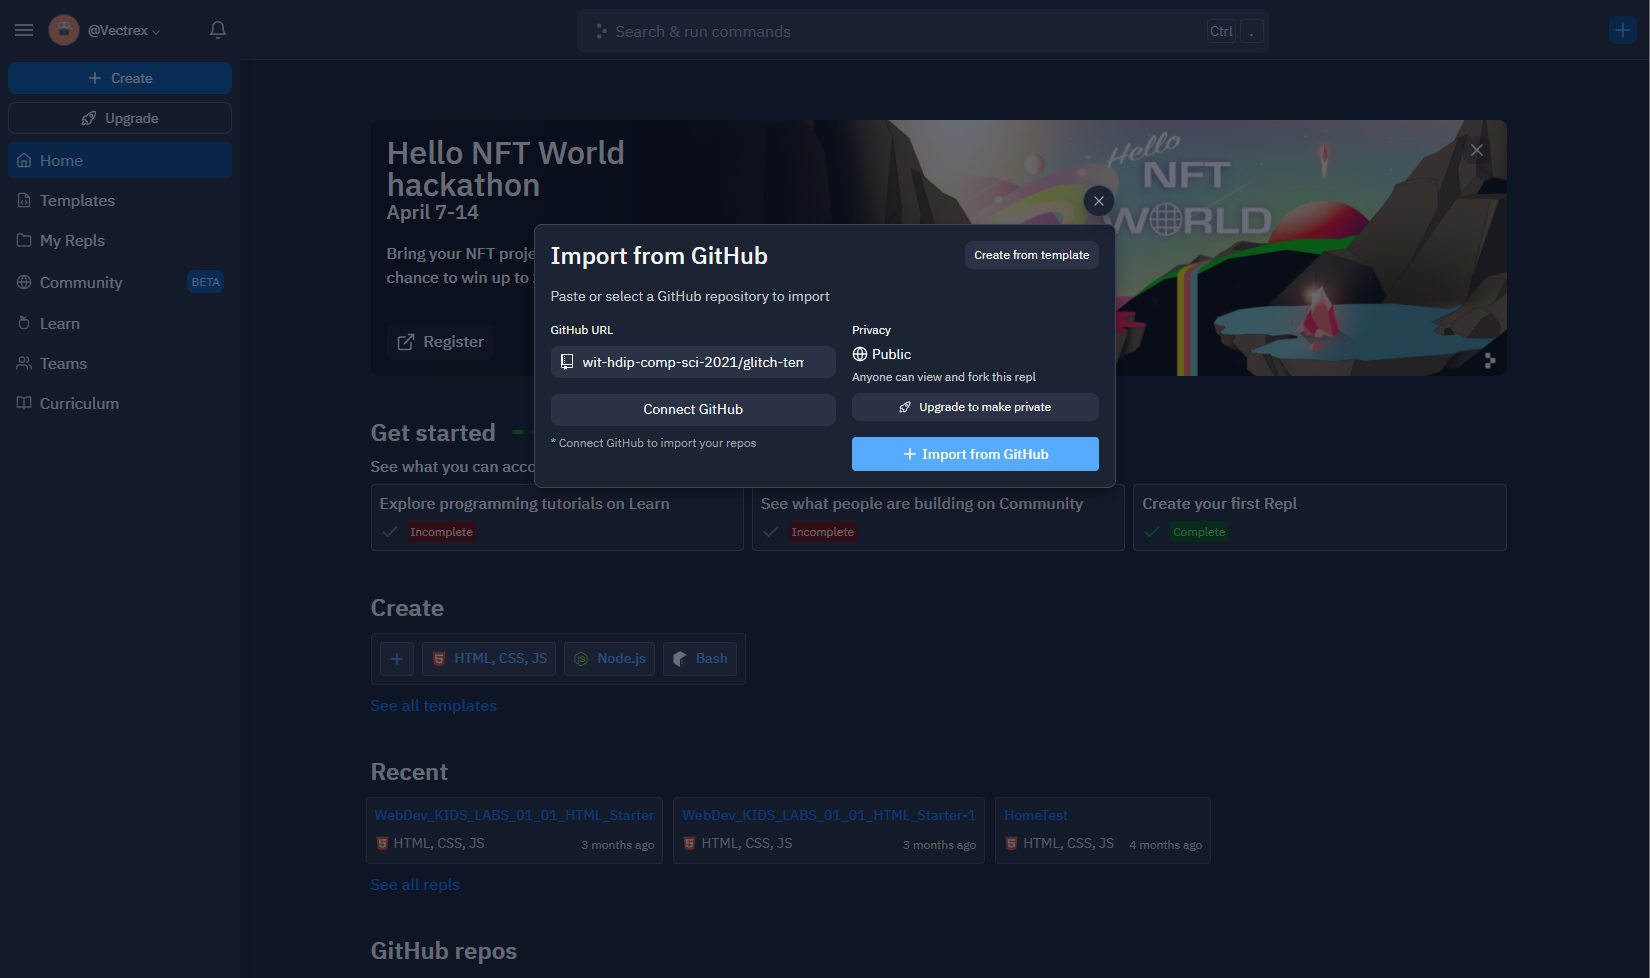 @Vectrex
Search & run commands
Ctrl
.
Create
Upgrade
Home
Templates
My Repls
Community
BETA
Learn
Teams
Curriculum
Hello NFT World
hackathon
April 7-14
Bring your NFT proje
chance to win up to
Register
Hello
NFT
WORLD
Import from GitHub
Create from template
Paste or select a GitHub repository to import
GitHub URL
wit-hdip-comp-sci-2021/glitch-tem
Connect GitHub
* Connect GitHub to import your repos
Privacy
Public
Anyone can view and fork this repl
Upgrade to make private
Import from GitHub
Get started
See what you can acco
Explore programming tutorials on Learn
Incomplete
See what people are building on Community
Incomplete
Create your first Repl
Complete
Create
HTML, CSS, JS
Node.js
Bash
See all templates
Recent
WebDev_KIDS_LABS_01_01_HTML_Starter
HTML, CSS, JS
3 months ago
WebDev_KIDS_LABS_01_01_HTML_Starter-1
HTML, CSS, JS
3 months ago
HomeTest
HTML, CSS, JS
4 months ago
See all repls
GitHub repos